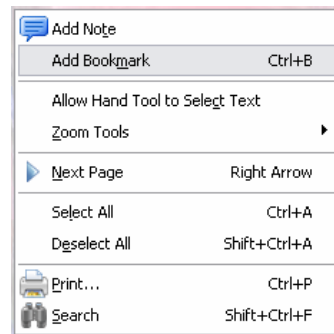 Add Note
Add Bookmark Ctrl+B
Allow Hand Tool to Select Text
Zoom Tools
Next Page Right Arrow
Select All Ctrl+A
Deselect All Shift+Ctrl+A
Print... Ctrl+P
Search Shift+Ctrl+F